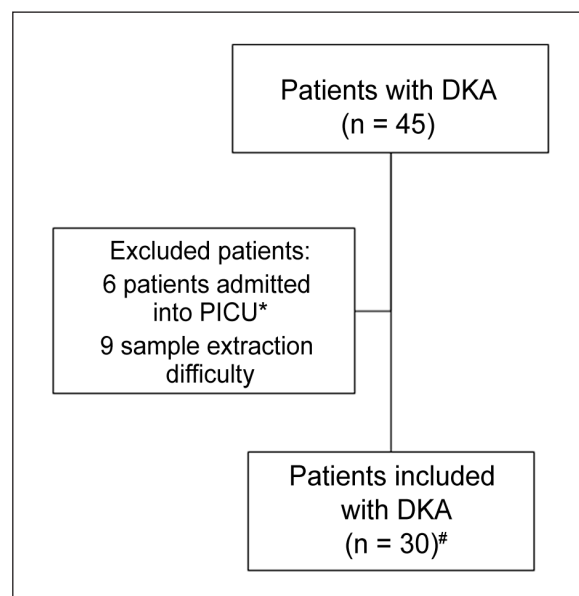 Patients with DKA
(n = 45)
Excluded patients:
6 patients admitted
into PICU*
9 sample extraction
difficulty
Patients included
with DKA
(n = 30)#